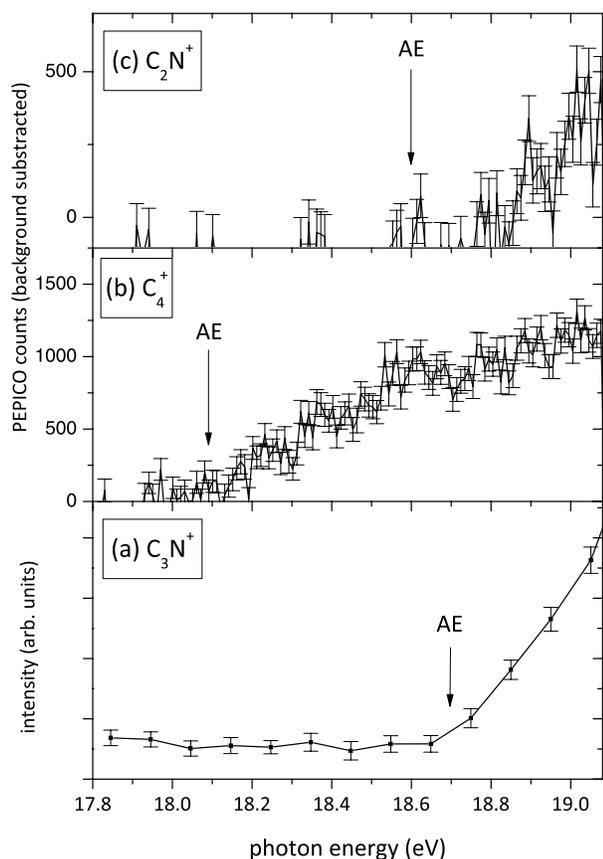 (c) C₂N⁺
AE
500
0
PEPICO counts (background substracted)
(b) C₄⁺
AE
1500
1000
500
0
(a) C₃N⁺
AE
intensity (arb. units)
17.8 18.0 18.2 18.4 18.6 18.8 19.0
photon energy (eV)